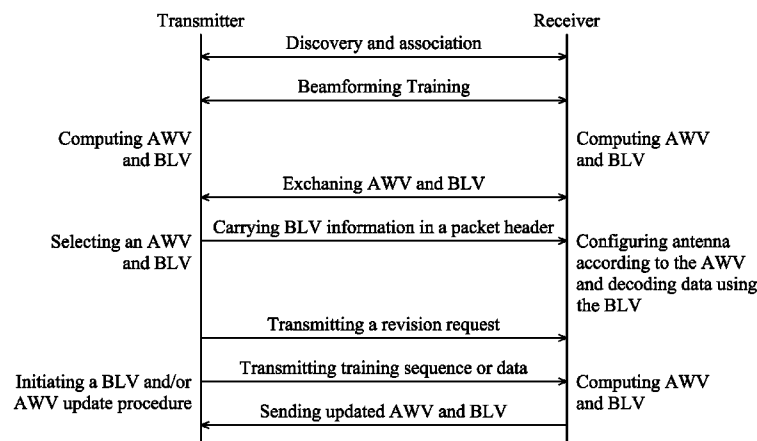 Transmitter
Receiver
Discovery and association
Beamforming Training
Computing AWV
and BLV
Computing AWV
and BLV
Exchaning AWV and BLV
Carrying BLV information in a packet header
Selecting an AWV
and BLV
Configuring antenna
according to the AWV
and decoding data using
the BLV
Transmitting a revision request
Transmitting training sequence or data
Initiating a BLV and/or
AWV update procedure
Computing AWV
and BLV
Sending updated AWV and BLV